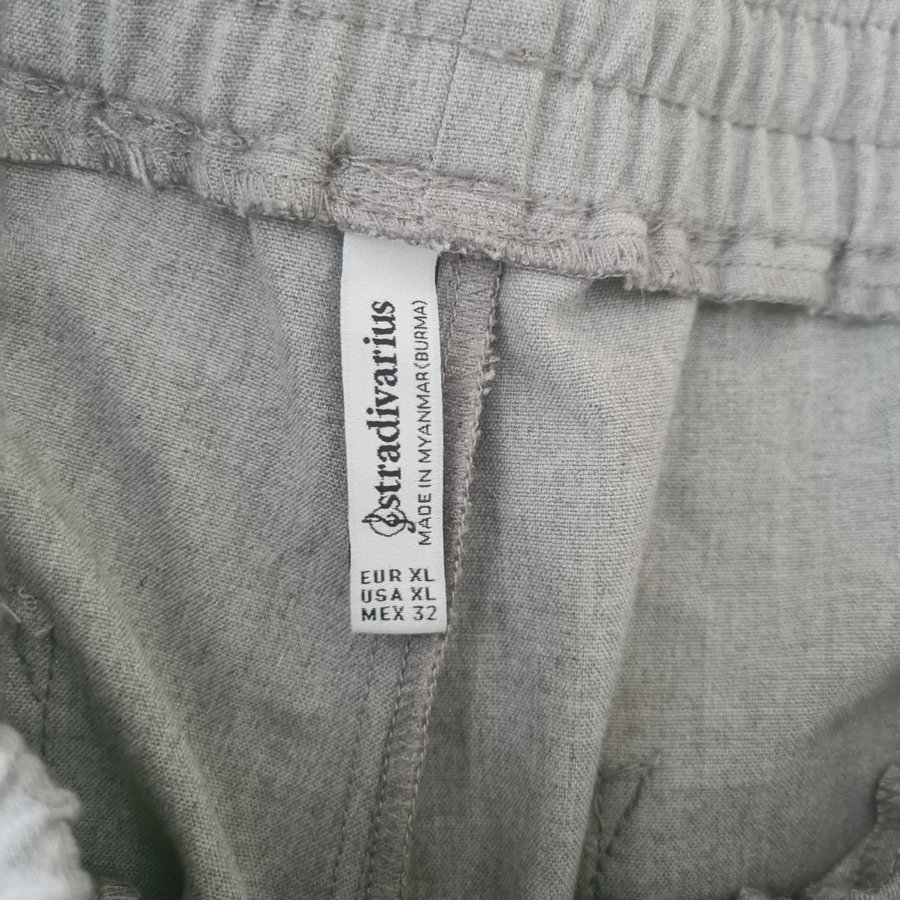 stradivarius
MADE IN MYANMAR(BURMA)
EUR XL
USA XL
MEX 32